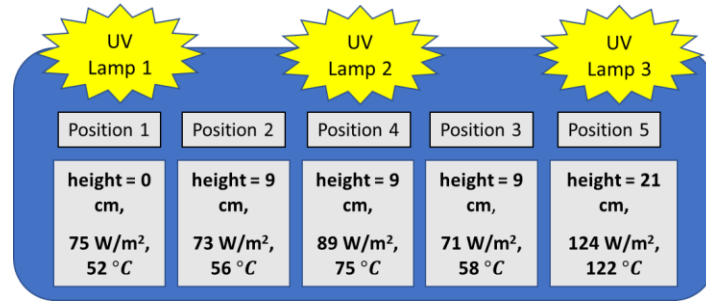 UV
Lamp 1
UV
Lamp 2
UV
Lamp 3
Position 1
Position 2
Position 4
Position 3
Position 5
height = 0
cm,
75 W/m², 
52 °C
height = 9
cm,
73 W/m²,
56 °C
height = 9
cm,
89 W/m²,
75 °C
height = 9
cm,
71 W/m²,
58 °C
height = 21
cm,
124 W/m²,
122 °C